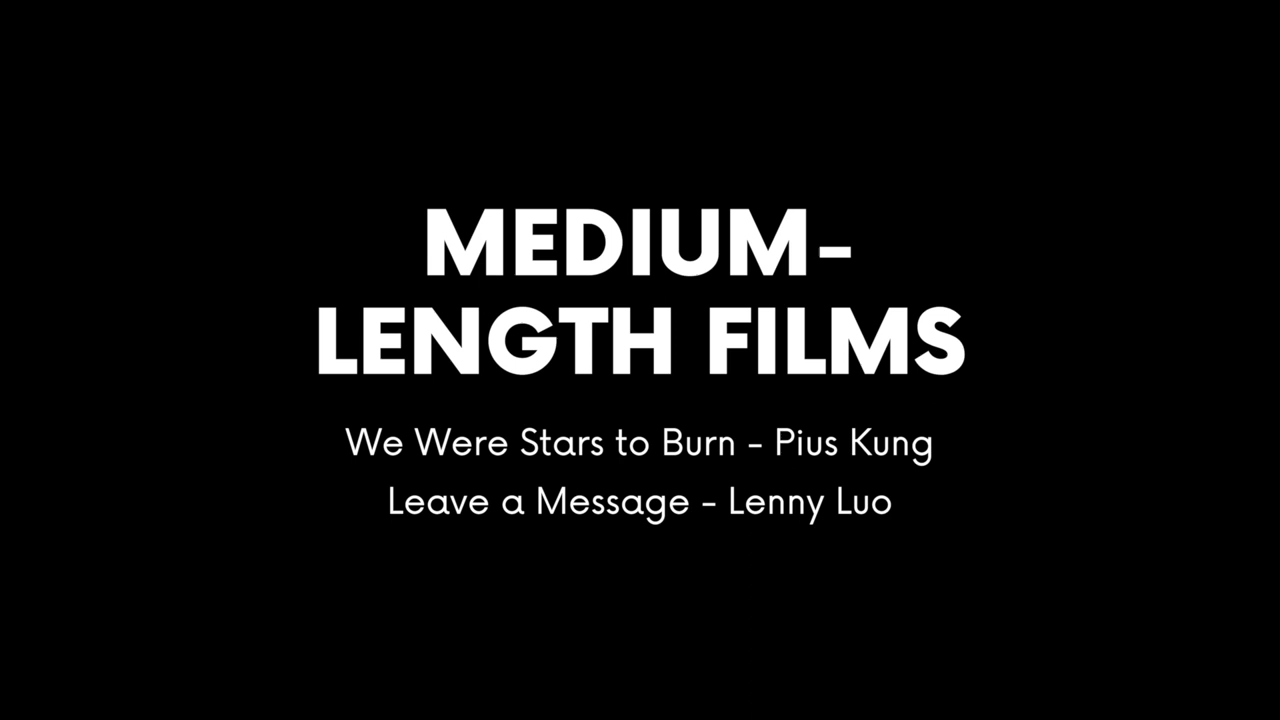 MEDIUM-
LENGTH FILMS
We Were Stars to Burn - Pius Kung
Leave a Message - Lenny Luo